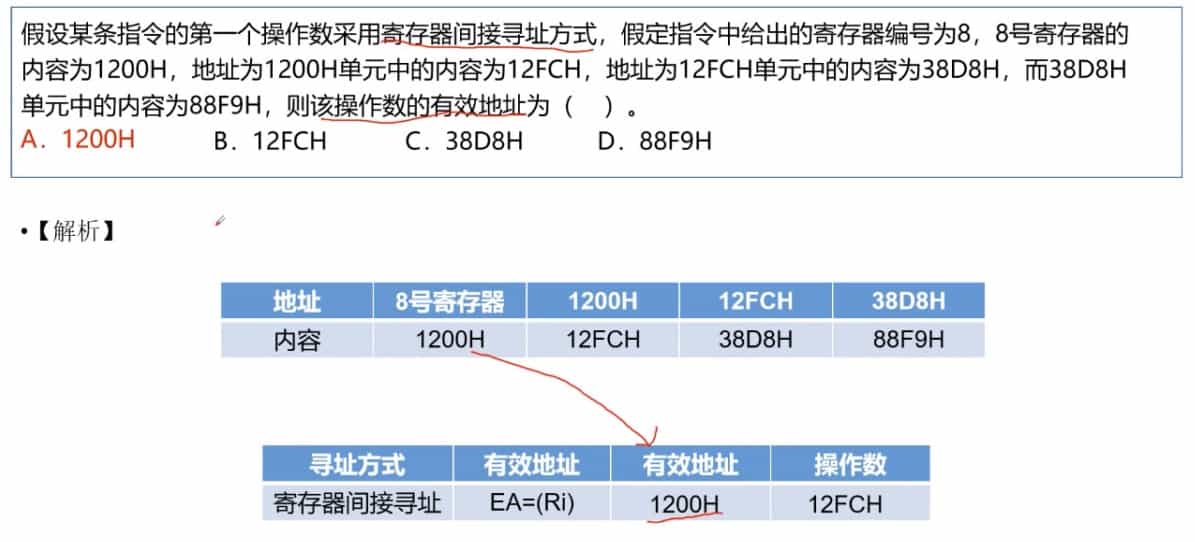 假设某条指令的第一个操作数采用寄存器间接寻址方式，假定指令中给出的寄存器编号为8，8号寄存器的
内容为1200H，地址为1200H单元中的内容为12FCH，地址为12FCH单元中的内容为38D8H，而38D8H
单元中的内容为88F9H，则该操作数的有效地址为（    ）。
A．1200H    B．12FCH    C．38D8H    D．88F9H
•【解析】
地址 8号寄存器 1200H 12FCH 38D8H
内容 1200H 12FCH 38D8H 88F9H
寻址方式 有效地址 有效地址 操作数
寄存器间接寻址 EA=(Ri) 1200H 12FCH